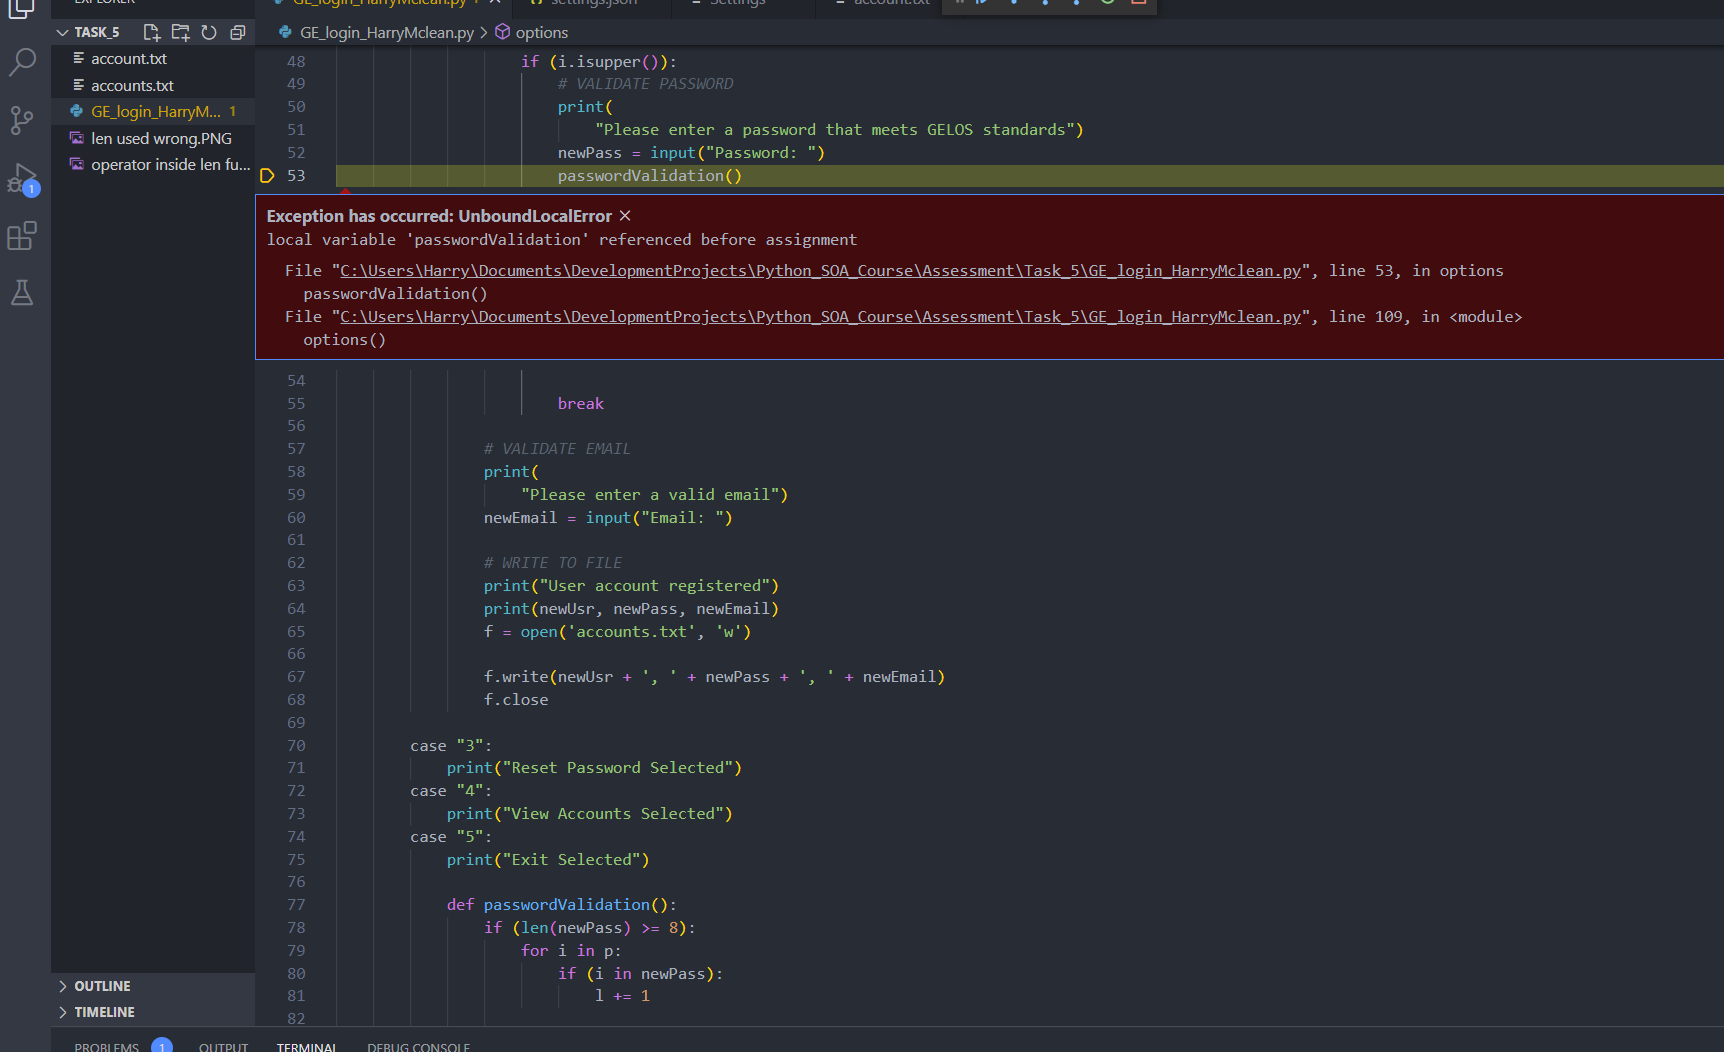 EXPLORER
GE_login_HarryMclean.py
settings.json
Settings
account.txt
TASK_5
GE_login_HarryMclean.py > options
account.txt
accounts.txt
GE_login_HarryM... 1
len used wrong.PNG
operator inside len fu...
1
48 if (i.isupper()):
49 # VALIDATE PASSWORD
50 print(
51 "Please enter a password that meets GELOS standards")
52 newPass = input("Password: ")
53 passwordValidation()
Exception has occurred: UnboundLocalError ×
local variable 'passwordValidation' referenced before assignment
File "C:\Users\Harry\Documents\DevelopmentProjects\Python_SOA_Course\Assessment\Task_5\GE_login_HarryMclean.py", line 53, in options
passwordValidation()
File "C:\Users\Harry\Documents\DevelopmentProjects\Python_SOA_Course\Assessment\Task_5\GE_login_HarryMclean.py", line 109, in <module>
options()
54
55 break
56
57 # VALIDATE EMAIL
58 print(
59 "Please enter a valid email")
60 newEmail = input("Email: ")
61
62 # WRITE TO FILE
63 print("User account registered")
64 print(newUsr, newPass, newEmail)
65 f = open('accounts.txt', 'w')
66
67 f.write(newUsr + ', ' + newPass + ', ' + newEmail)
68 f.close
69
70 case "3":
71 print("Reset Password Selected")
72 case "4":
73 print("View Accounts Selected")
74 case "5":
75 print("Exit Selected")
76
77 def passwordValidation():
78 if (len(newPass) >= 8):
79 for i in p:
80 if (i in newPass):
81 l += 1
82
OUTLINE
TIMELINE
PROBLEMS 1 OUTPUT TERMINAL DEBUG CONSOLE